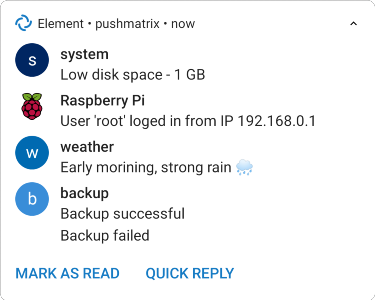 Element • pushmatrix • now
s
system
Low disk space - 1 GB
Raspberry Pi
User 'root' loged in from IP 192.168.0.1
w
weather
Early morining, strong rain 🌧️
b
backup
Backup successful
Backup failed
MARK AS READ QUICK REPLY